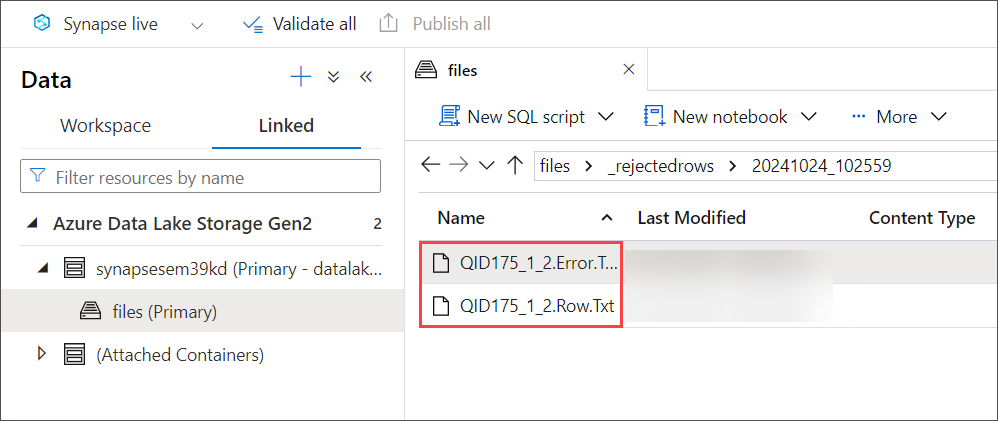 Synapse live
Validate all
Publish all
Data
Workspace
Linked
Filter resources by name
Azure Data Lake Storage Gen2 2
synapsesem39kd (Primary - datalak...
files (Primary)
(Attached Containers)
files
New SQL script
New notebook
More
files > _rejectedrows > 20241024_102559
Name Last Modified Content Type
QID175_1_2.Error.T...
QID175_1_2.Row.Txt